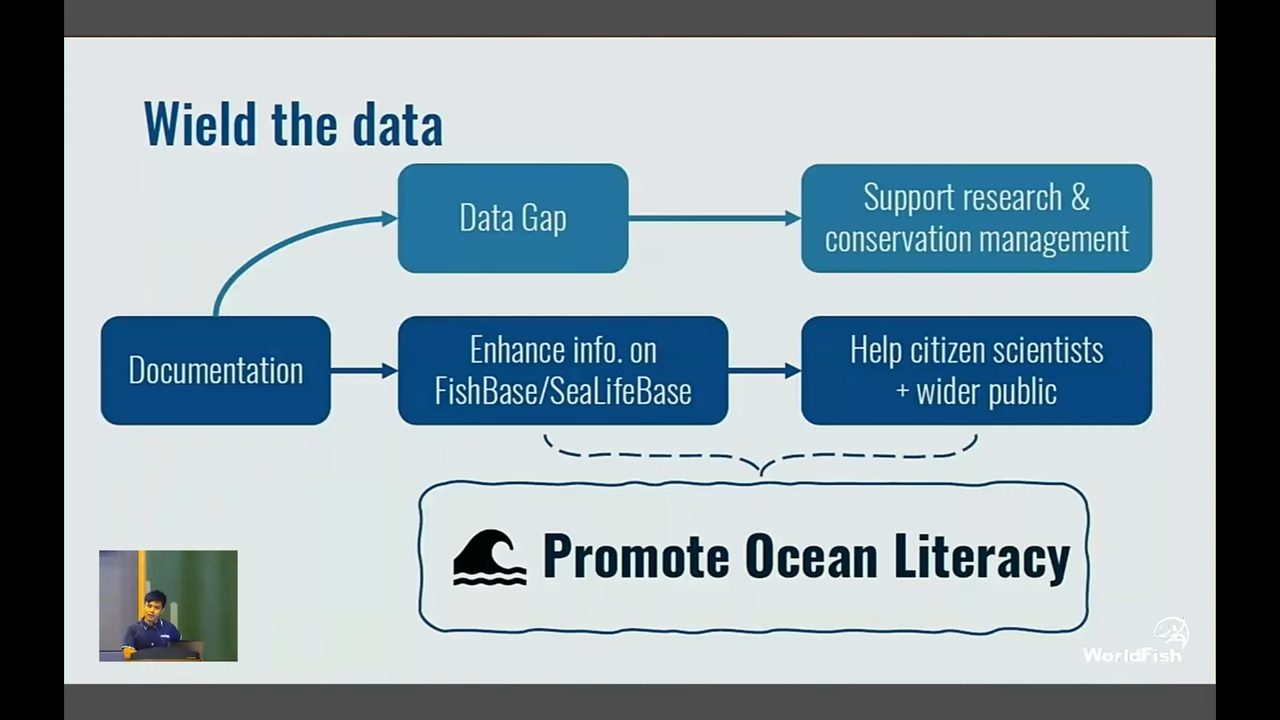 Wield the data
Data Gap
Support research &
conservation management
Documentation
Enhance info. on
FishBase/SeaLifeBase
Help citizen scientists
+ wider public
Promote Ocean Literacy
WorldFish